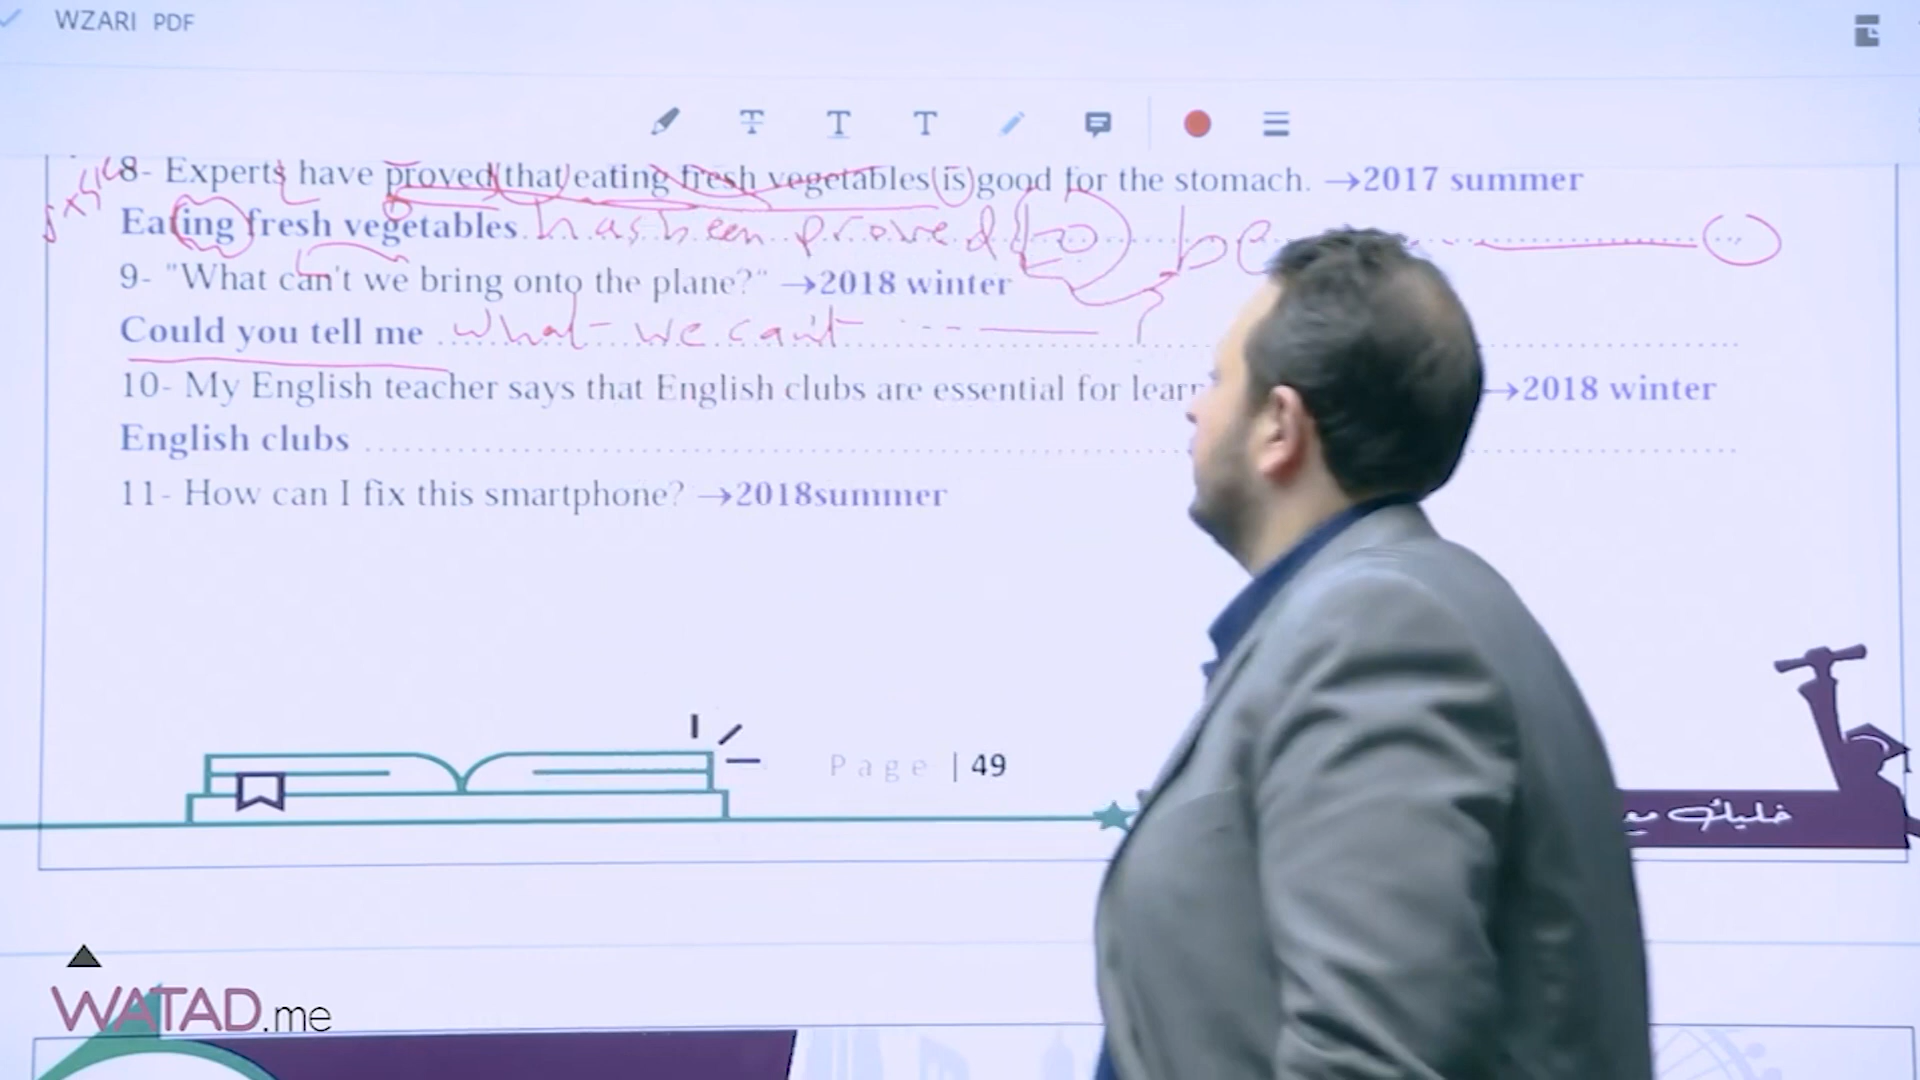 WZARI PDF
8- Experts have proved that eating fresh vegetables is good for the stomach. →2017 summer
Eating fresh vegetables has been proved to be
9- "What can't we bring onto the plane?" →2018 winter
Could you tell me what we can't ?
10- My English teacher says that English clubs are essential for →2018 winter
English clubs
11- How can I fix this smartphone? →2018summer
Page | 49
خليك مع
WATAD.me